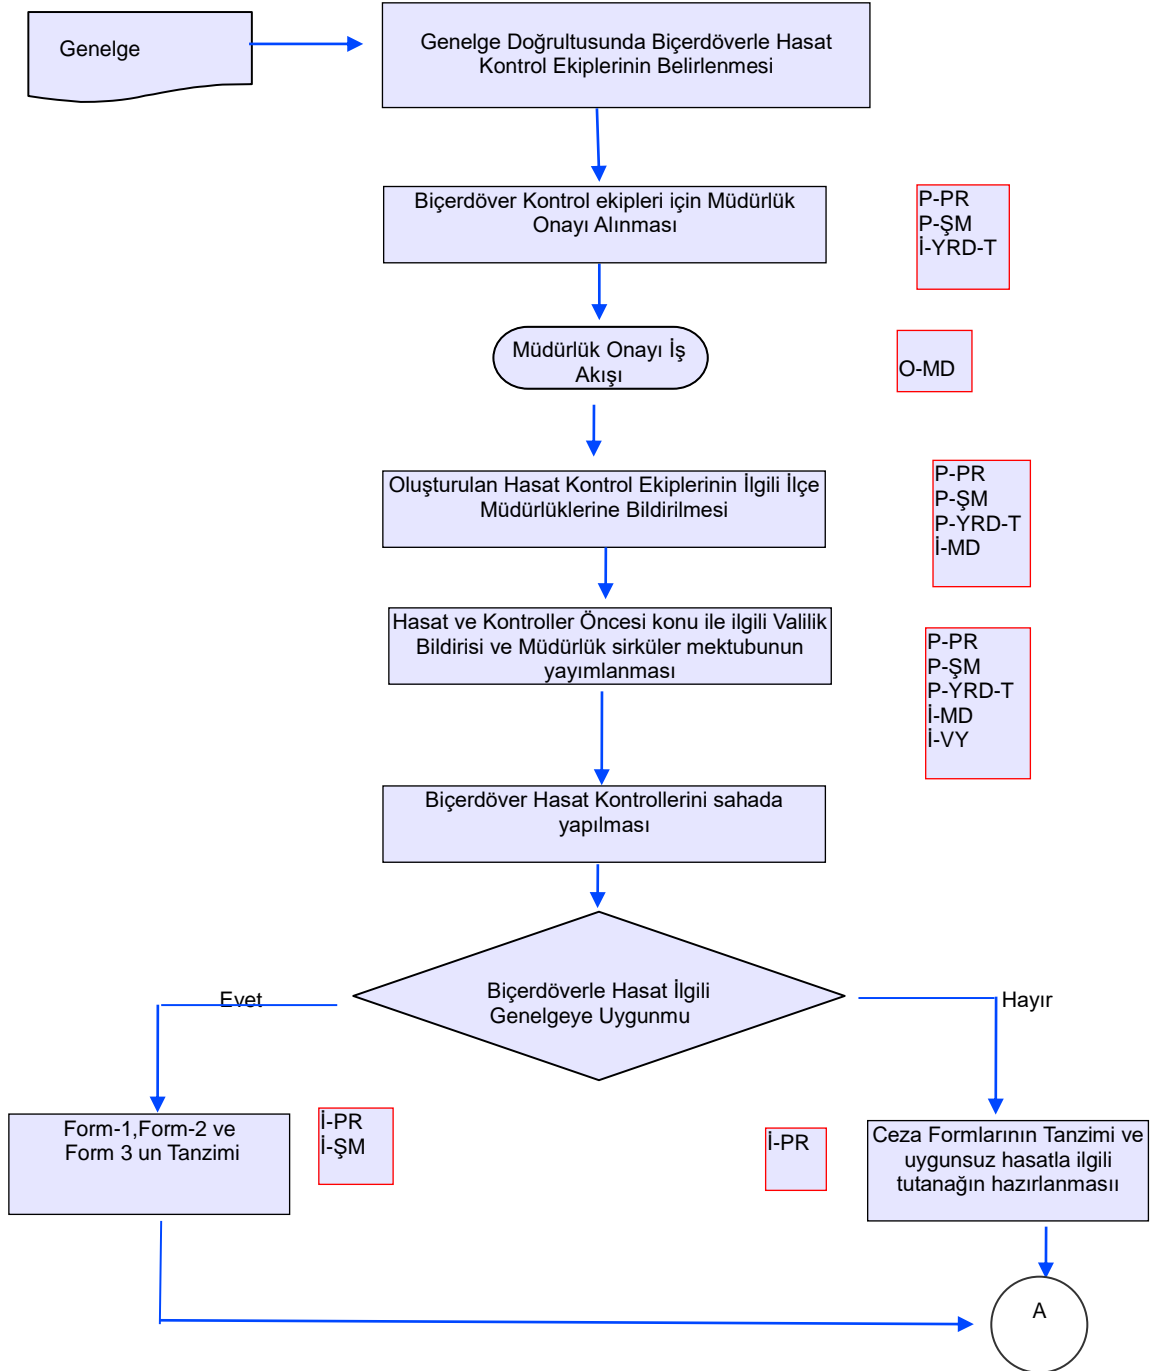 Genelge
Genelge Doğrultusunda Biçerdöverle Hasat
Kontrol Ekiplerinin Belirlenmesi
Biçerdöver Kontrol ekipleri için Müdürlük
Onayı Alınması
P-PR
P-ŞM
İ-YRD-T
Müdürlük Onayı İş
Akışı
O-MD
Oluşturulan Hasat Kontrol Ekiplerinin İlgili İlçe
Müdürlüklerine Bildirilmesi
P-PR
P-ŞM
P-YRD-T
İ-MD
Hasat ve Kontroller Öncesi konu ile ilgili Valilik
Bildirisi ve Müdürlük sirküler mektubunun
yayımlanması
P-PR
P-ŞM
P-YRD-T
İ-MD
İ-VY
Biçerdöver Hasat Kontrollerini sahada
yapılması
Biçerdöverle Hasat İlgili
Genelgeye Uygunmu
Evet
Hayır
Form-1,Form-2 ve
Form 3 un Tanzimi
İ-PR
İ-ŞM
İ-PR
Ceza Formlarının Tanzimi ve
uygunsuz hasatla ilgili
tutanağın hazırlanmasıı
A